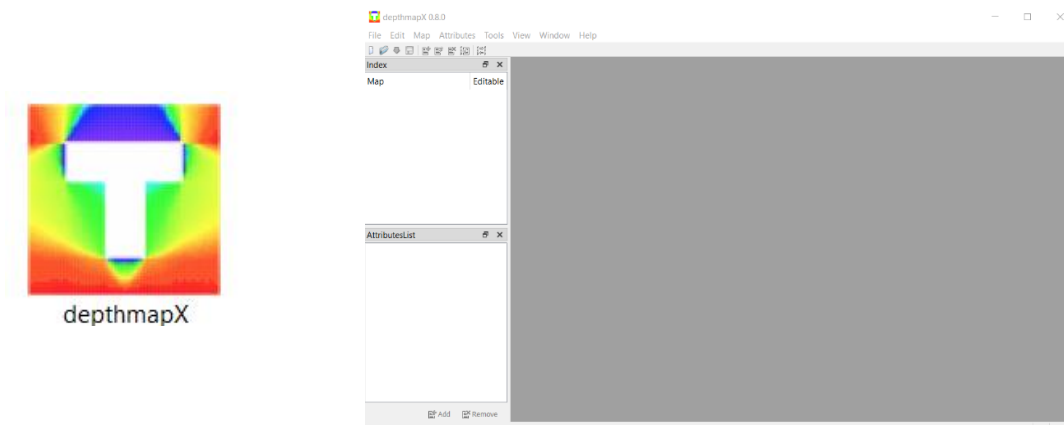 depthmapX
depthmapX 0.8.0
File Edit Map Attributes Tools View Window Help
Index
Map Editable
AttributesList
Add Remove